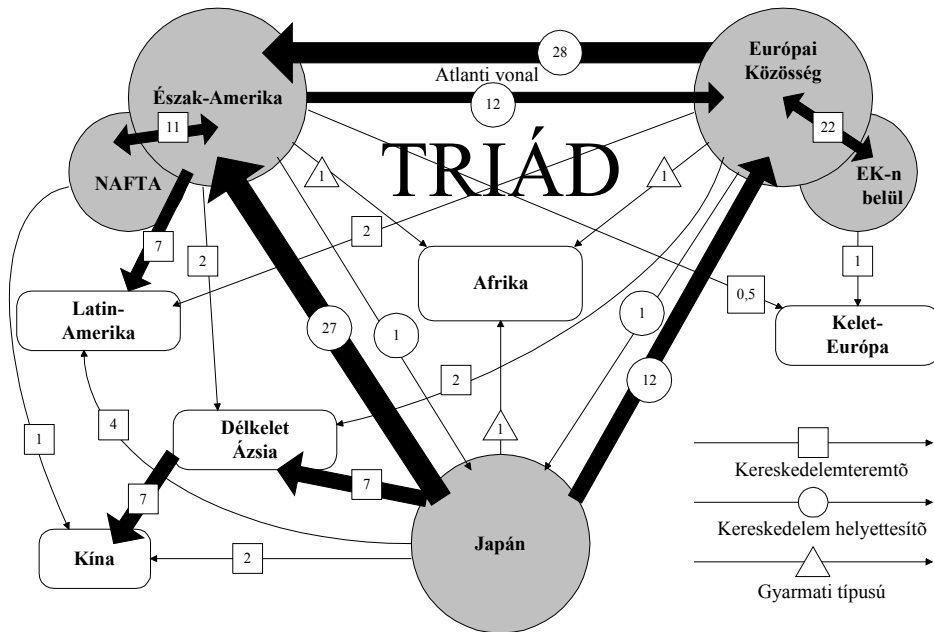 28
Európai
Közösség
Atlanti vonal
12
Észak-Amerika
11
22
TRIÁD
1
1
NAFTA
EK-n
belül
7
2
2
1
Afrika
0,5
Latin-
Amerika
27
1
1
Kelet-
Európa
2
12
4
1
1
Délkelet
Ázsia
7
7
Kereskedelemteremtõ
Kereskedelem helyettesítõ
Japán
Kína
2
Gyarmati típusú